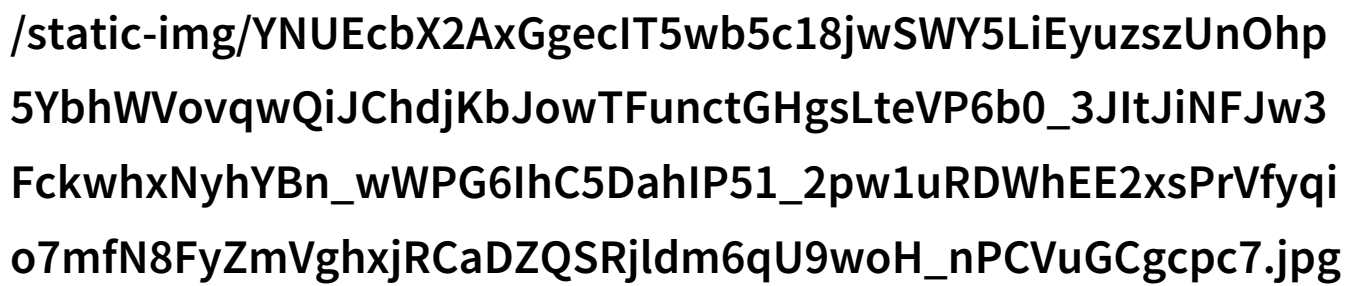 /static-img/YNUEcbX2AxGgecIT5wb5c18jwSWY5LiEyuzszUnOhp
5YbhWVovqwQiJChdjKbJowTFunctGHgsLteVP6b0_3JItJiNFJw3
FckwhxNyhYBn_wWPG6IhC5DahIP51_2pw1uRDWhEE2xsPrVfyqi
o7mfN8FyZmVghxjRCaDZQSRjldm6qU9woH_nPCVuGCgcpc7.jpg